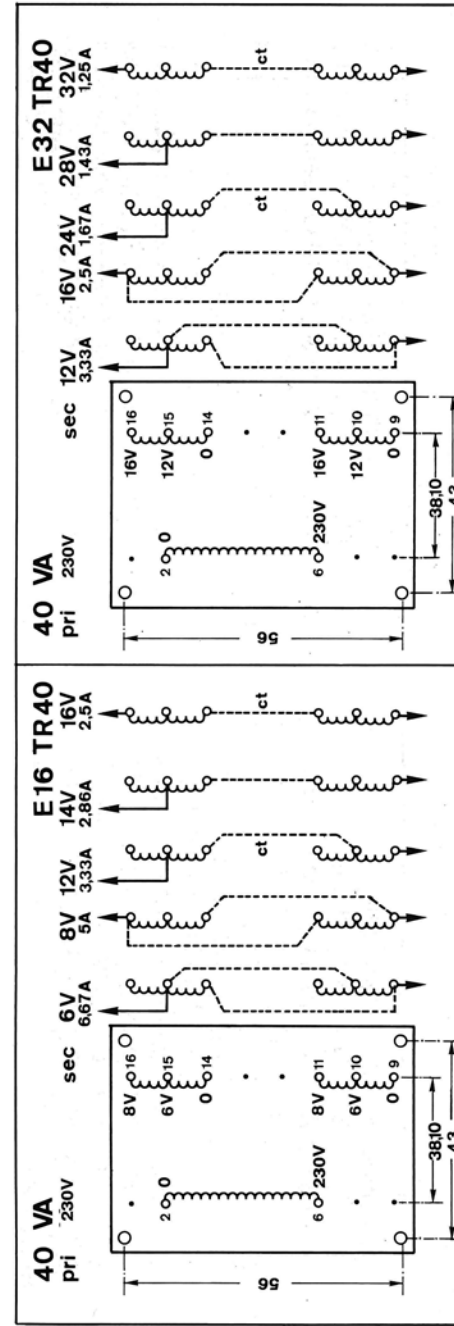 40 VA
E16 TR40
pri
230V
sec
6V
8V
12V
14V
16V
6,67A
5A
3,33A
2,86A
2,5A
2
0
6
230V
8V
16
6V
15
0
14
8V
11
6V
10
0
9
ct
ct
56
38,10
43
40 VA
E32 TR40
pri
230V
sec
12V
16V
24V
28V
32V
3,33A
2,5A
1,67A
1,43A
1,25A
2
0
6
230V
16V
16
12V
15
0
14
16V
11
12V
10
0
9
ct
ct
56
38,10
43